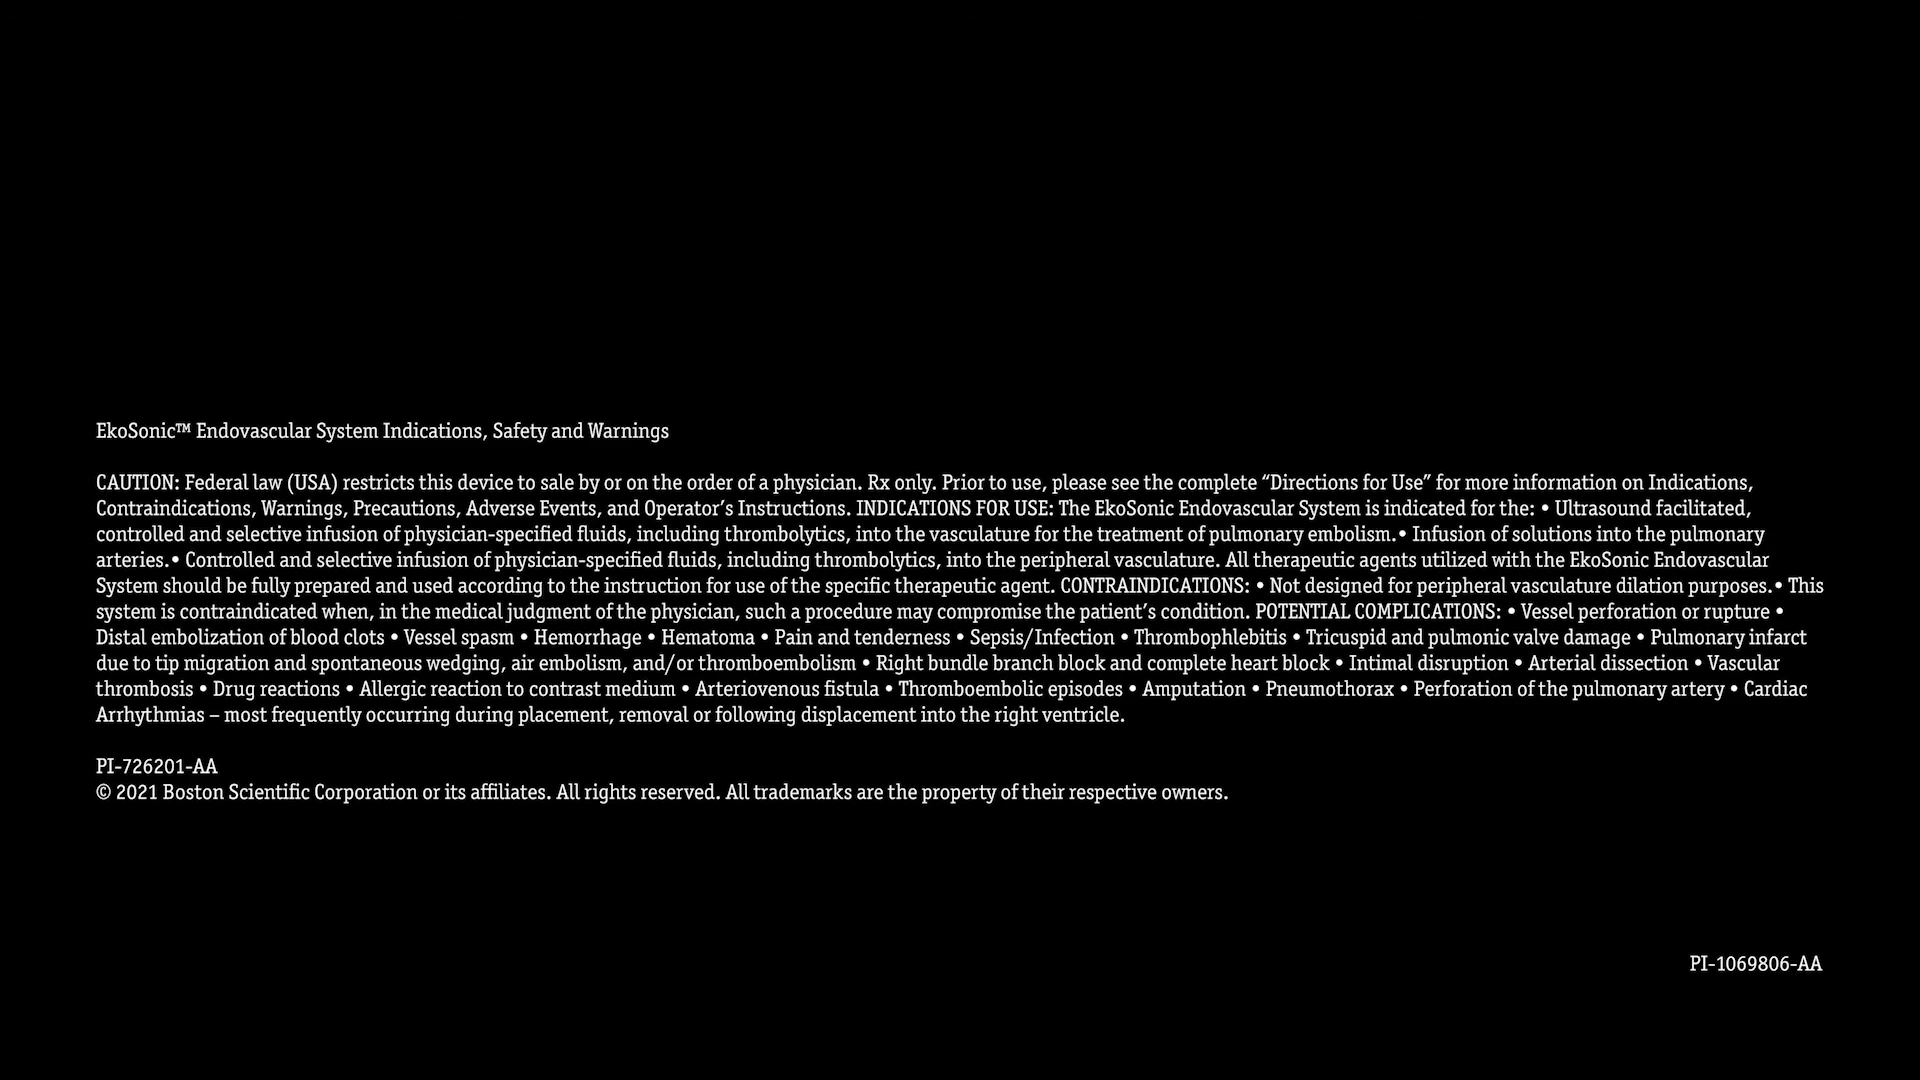 EkoSonic™ Endovascular System Indications, Safety and Warnings
CAUTION: Federal law (USA) restricts this device to sale by or on the order of a physician. Rx only. Prior to use, please see the complete “Directions for Use” for more information on Indications,
Contraindications, Warnings, Precautions, Adverse Events, and Operator’s Instructions. INDICATIONS FOR USE: The EkoSonic Endovascular System is indicated for the: • Ultrasound facilitated,
controlled and selective infusion of physician-specified fluids, including thrombolytics, into the vasculature for the treatment of pulmonary embolism.• Infusion of solutions into the pulmonary
arteries.• Controlled and selective infusion of physician-specified fluids, including thrombolytics, into the peripheral vasculature. All therapeutic agents utilized with the EkoSonic Endovascular
System should be fully prepared and used according to the instruction for use of the specific therapeutic agent. CONTRAINDICATIONS: • Not designed for peripheral vasculature dilation purposes.• This
system is contraindicated when, in the medical judgment of the physician, such a procedure may compromise the patient’s condition. POTENTIAL COMPLICATIONS: • Vessel perforation or rupture •
Distal embolization of blood clots • Vessel spasm • Hemorrhage • Hematoma • Pain and tenderness • Sepsis/Infection • Thrombophlebitis • Tricuspid and pulmonic valve damage • Pulmonary infarct
due to tip migration and spontaneous wedging, air embolism, and/or thromboembolism • Right bundle branch block and complete heart block • Intimal disruption • Arterial dissection • Vascular
thrombosis • Drug reactions • Allergic reaction to contrast medium • Arteriovenous fistula • Thromboembolic episodes • Amputation • Pneumothorax • Perforation of the pulmonary artery • Cardiac
Arrhythmias – most frequently occurring during placement, removal or following displacement into the right ventricle.
PI-726201-AA
© 2021 Boston Scientific Corporation or its affiliates. All rights reserved. All trademarks are the property of their respective owners.
PI-1069806-AA